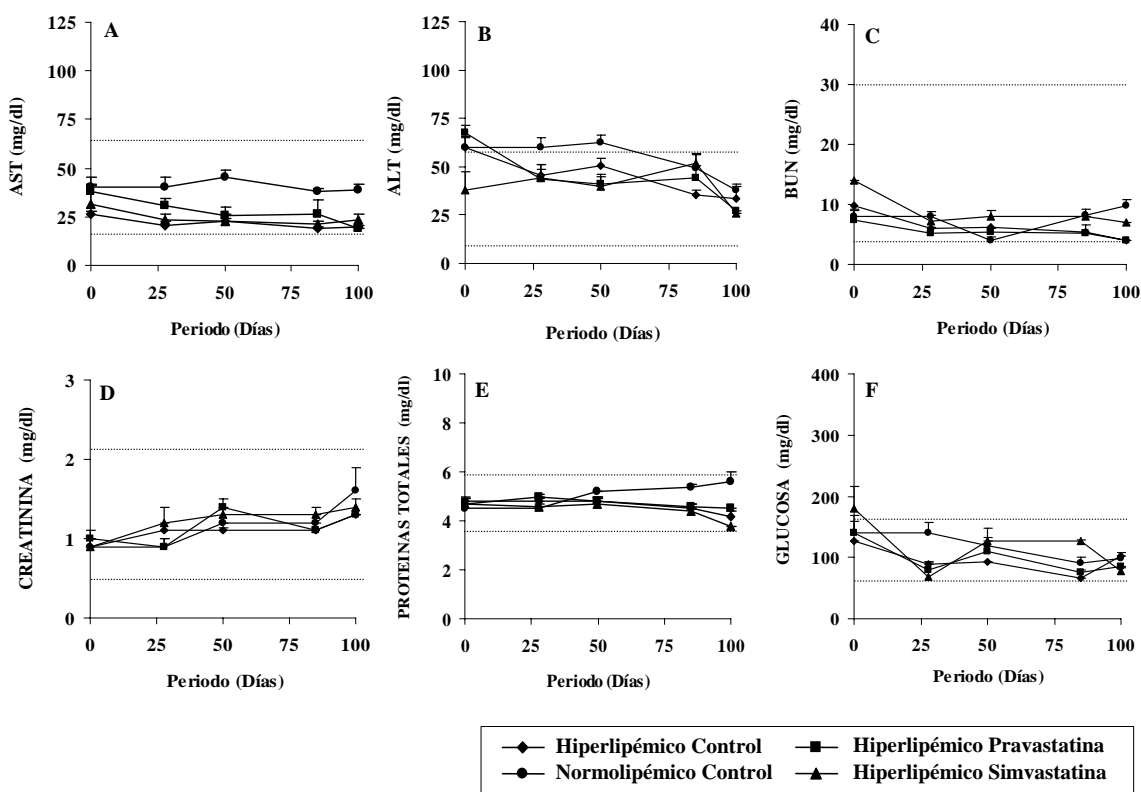 A
AST (mg/dl)
125
100
75
50
25
0
0 25 50 75 100
Periodo (Días)
B
ALT (mg/dl)
125
100
75
50
25
0
0 25 50 75 100
Periodo (Días)
C
BUN (mg/dl)
40
30
20
10
0
0 25 50 75 100
Periodo (Días)
D
CREATININA (mg/dl)
3
2
1
0
0 25 50 75 100
Periodo (Días)
E
PROTEINAS TOTALES (mg/dl)
10
8
6
4
2
0
0 25 50 75 100
Periodo (Días)
F
GLUCOSA (mg/dl)
400
300
200
100
0
0 25 50 75 100
Periodo (Días)
Hiperlipémico Control
Hiperlipémico Pravastatina
Normolipémico Control
Hiperlipémico Simvastatina